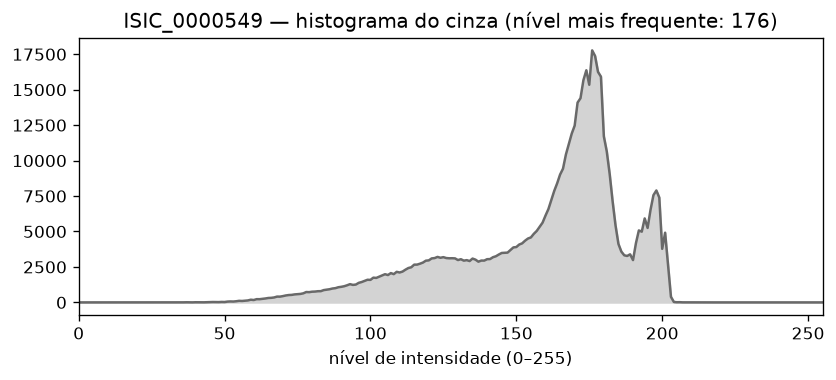 ISIC_0000549 — histograma do cinza (nível mais frequente: 176)
17500
15000
12500
10000
7500
5000
2500
0
0 50 100 150 200 250
nível de intensidade (0–255)